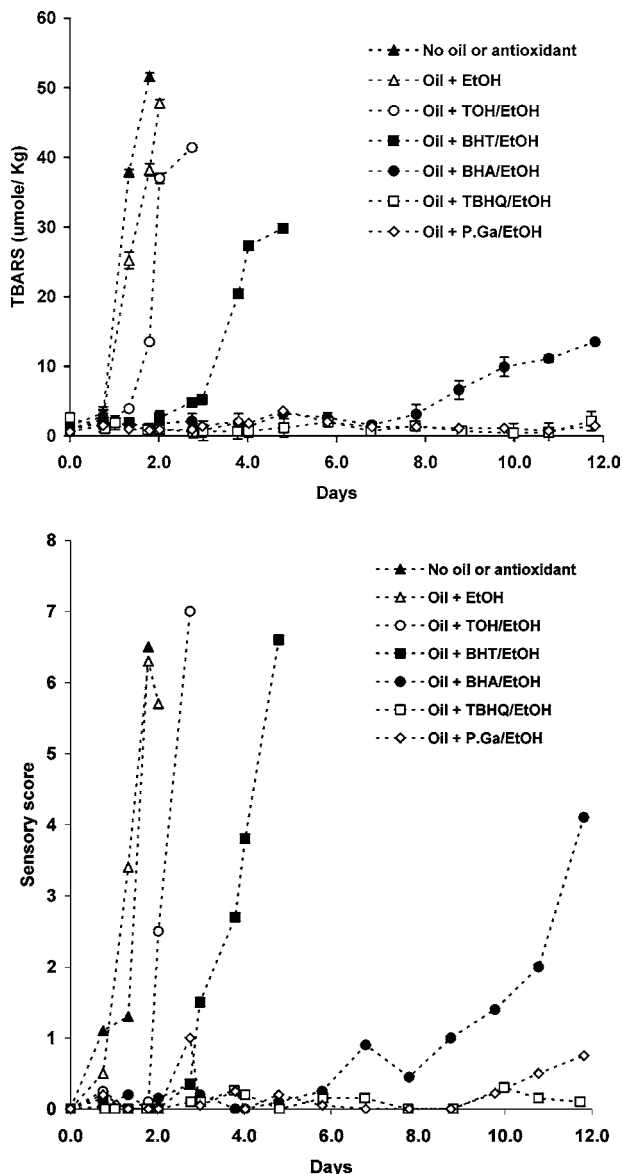 60
50
40
30
20
10
0
TBARS (umole/ Kg)
No oil or antioxidant
Oil + EtOH
Oil + TOH/EtOH
Oil + BHT/EtOH
Oil + BHA/EtOH
Oil + TBHQ/EtOH
Oil + P.Ga/EtOH
0.0 2.0 4.0 6.0 8.0 10.0 12.0
Days
8
7
6
5
4
3
2
1
0
Sensory score
No oil or antioxidant
Oil + EtOH
Oil + TOH/EtOH
Oil + BHT/EtOH
Oil + BHA/EtOH
Oil + TBHQ/EtOH
Oil + P.Ga/EtOH
0.0 2.0 4.0 6.0 8.0 10.0 12.0
Days